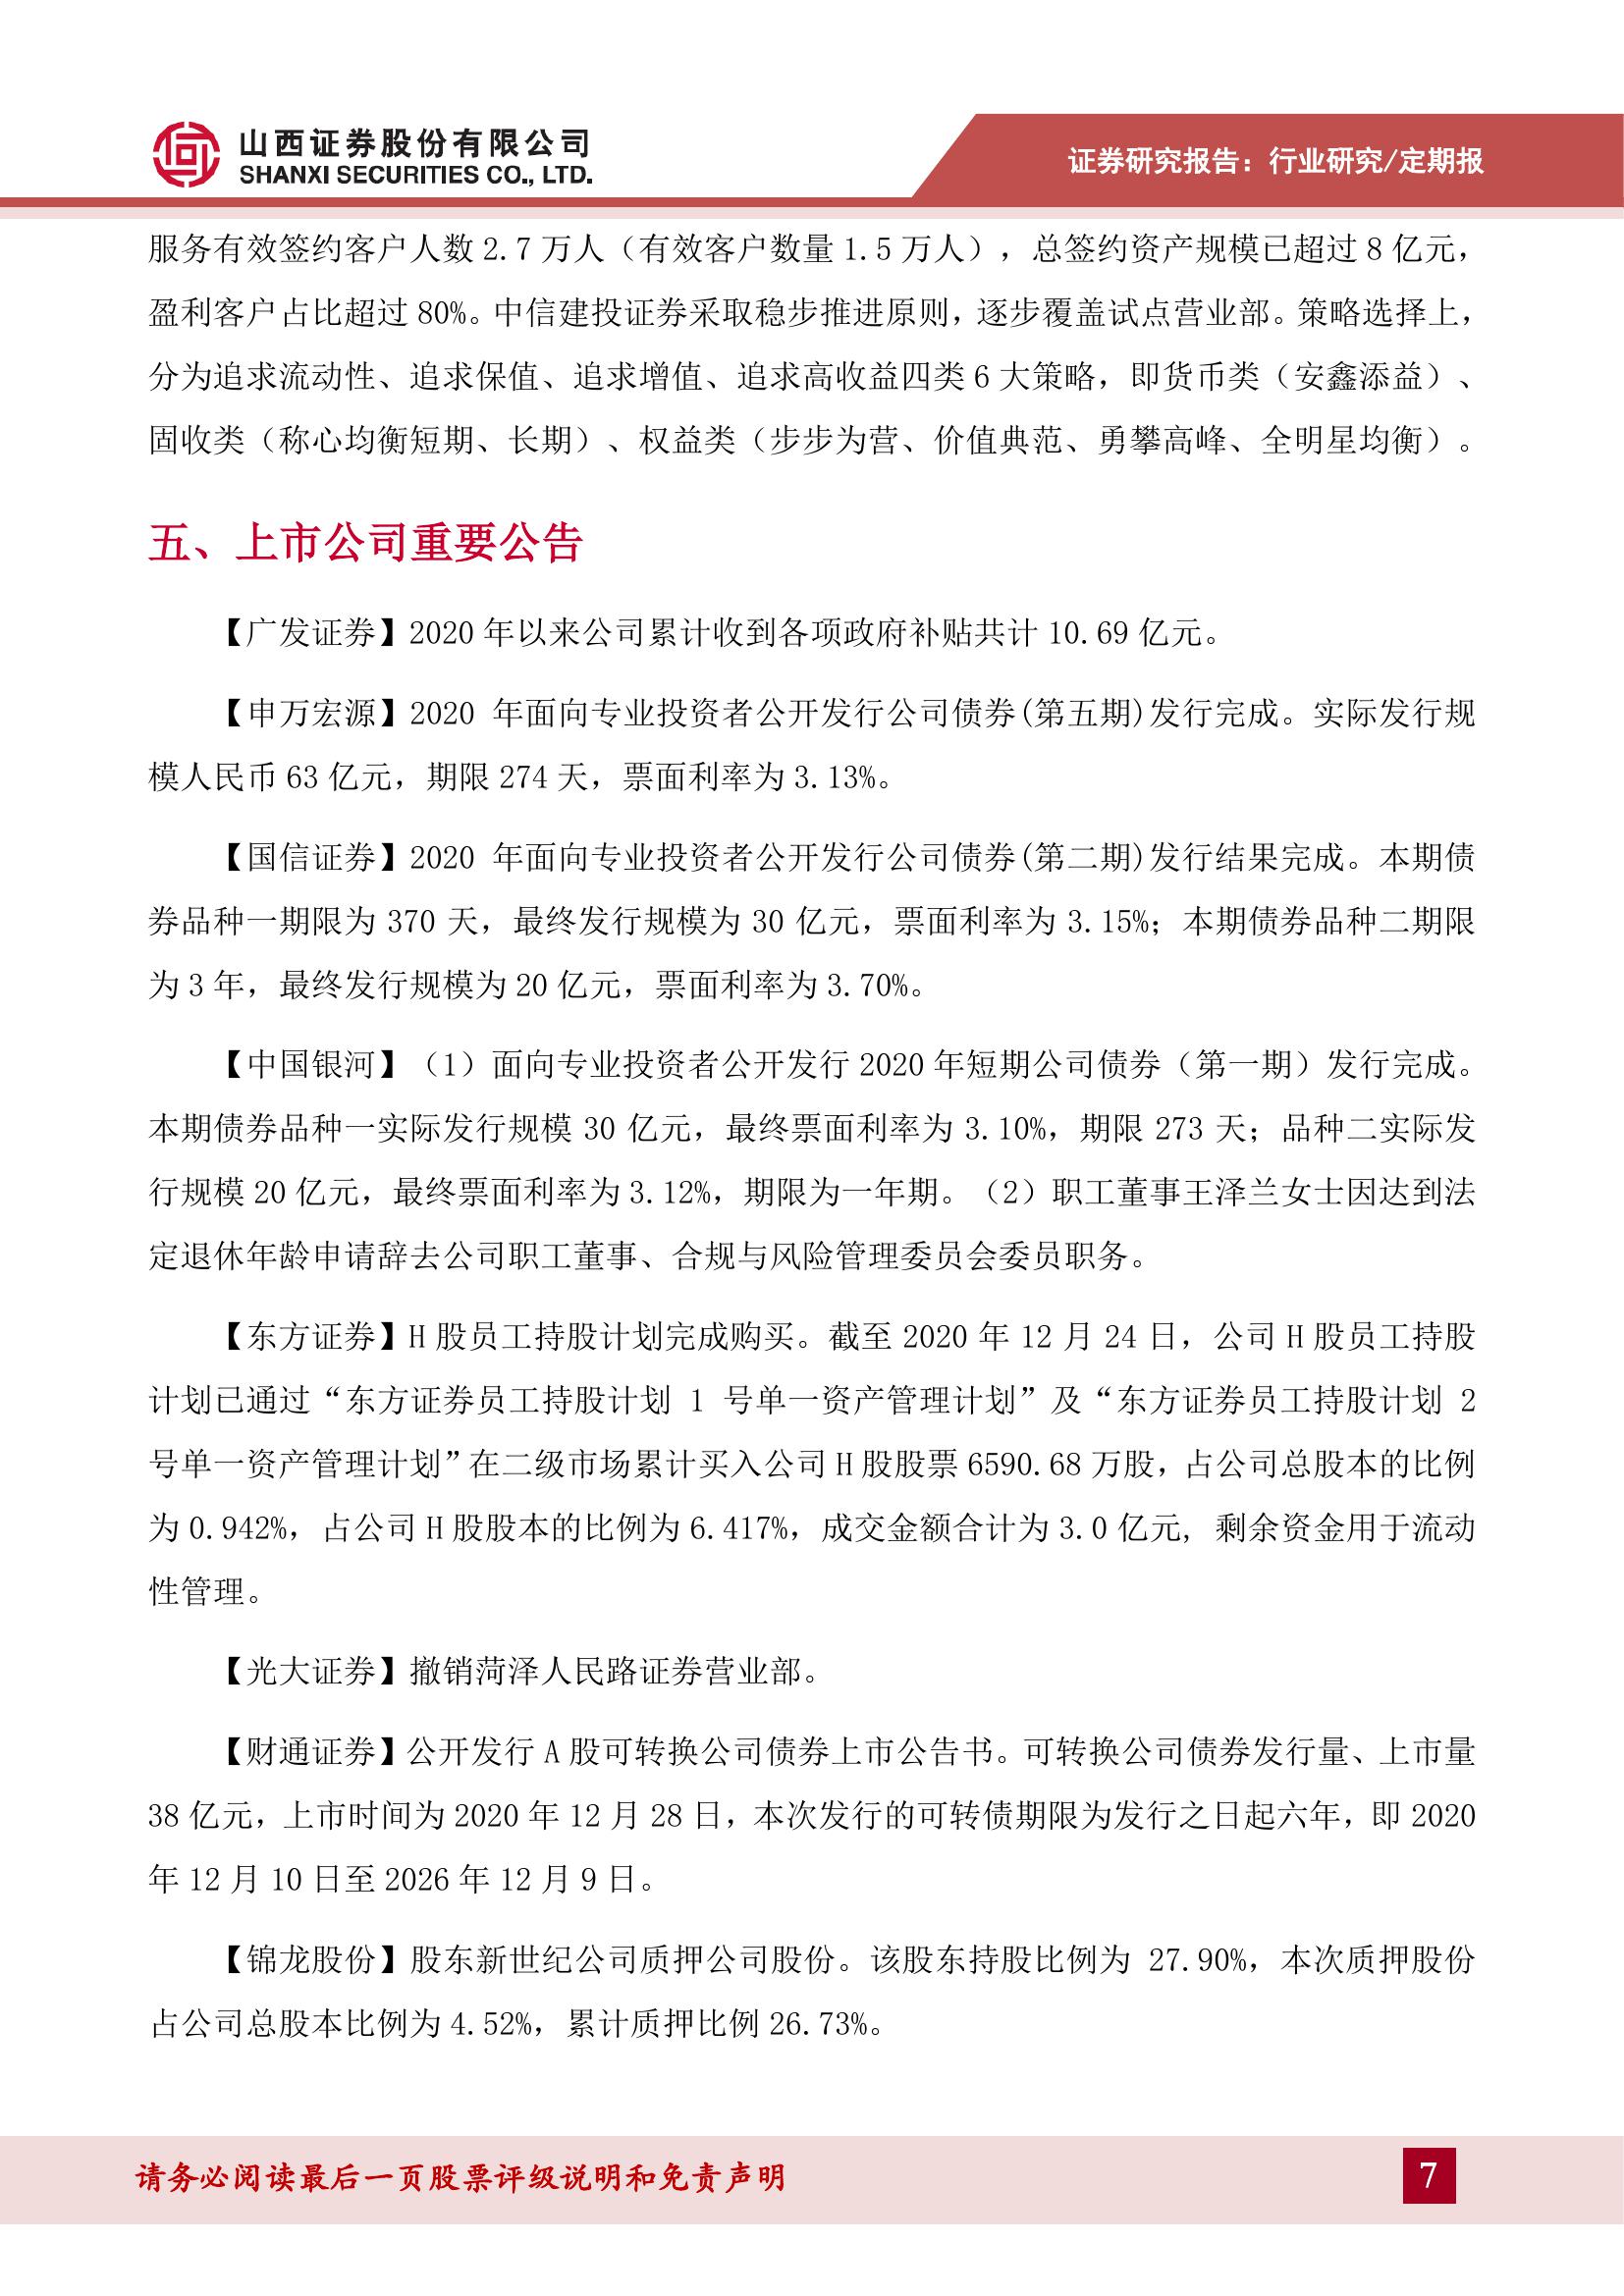 山西证券股份有限公司
SHANXI SECURITIES CO., LTD.
证券研究报告：行业研究/定期报
服务有效签约客户人数 2.7 万人（有效客户数量 1.5 万人），总签约资产规模已超过 8 亿元，
盈利客户占比超过 80%。中信建投证券采取稳步推进原则，逐步覆盖试点营业部。策略选择上，
分为追求流动性、追求保值、追求增值、追求高收益四类 6 大策略，即货币类（安鑫添益）、
固收类（称心均衡短期、长期）、权益类（步步为营、价值典范、勇攀高峰、全明星均衡）。
五、上市公司重要公告
【广发证券】2020 年以来公司累计收到各项政府补贴共计 10.69 亿元。
【申万宏源】2020 年面向专业投资者公开发行公司债券(第五期)发行完成。实际发行规
模人民币 63 亿元，期限 274 天，票面利率为 3.13%。
【国信证券】2020 年面向专业投资者公开发行公司债券(第二期)发行结果完成。本期债
券品种一期限为 370 天，最终发行规模为 30 亿元，票面利率为 3.15%；本期债券品种二期限
为 3 年，最终发行规模为 20 亿元，票面利率为 3.70%。
【中国银河】（1）面向专业投资者公开发行 2020 年短期公司债券（第一期）发行完成。
本期债券品种一实际发行规模 30 亿元，最终票面利率为 3.10%，期限 273 天；品种二实际发
行规模 20 亿元，最终票面利率为 3.12%，期限为一年期。（2）职工董事王泽兰女士因达到法
定退休年龄申请辞去公司职工董事、合规与风险管理委员会委员职务。
【东方证券】H 股员工持股计划完成购买。截至 2020 年 12 月 24 日，公司 H 股员工持股
计划已通过“东方证券员工持股计划 1 号单一资产管理计划”及“东方证券员工持股计划 2
号单一资产管理计划”在二级市场累计买入公司 H 股股票 6590.68 万股，占公司总股本的比例
为 0.942%，占公司 H 股股本的比例为 6.417%，成交金额合计为 3.0 亿元, 剩余资金用于流动
性管理。
【光大证券】撤销菏泽人民路证券营业部。
【财通证券】公开发行 A 股可转换公司债券上市公告书。可转换公司债券发行量、上市量
38 亿元，上市时间为 2020 年 12 月 28 日，本次发行的可转债期限为发行之日起六年，即 2020
年 12 月 10 日至 2026 年 12 月 9 日。
【锦龙股份】股东新世纪公司质押公司股份。该股东持股比例为 27.90%，本次质押股份
占公司总股本比例为 4.52%，累计质押比例 26.73%。
请务必阅读最后一页股票评级说明和免责声明
7